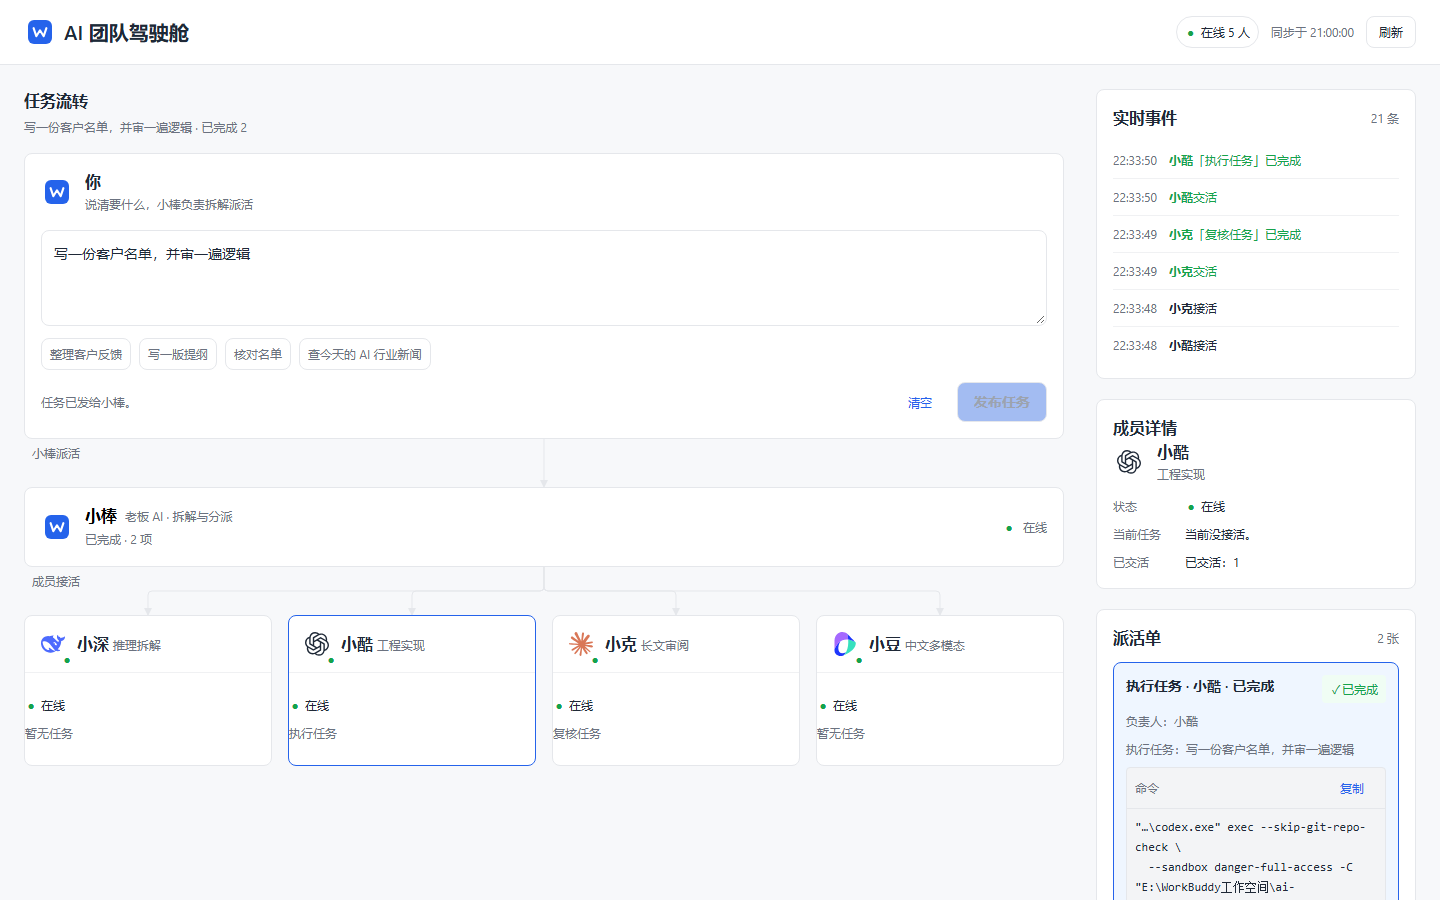 AI 团队驾驶舱
在线 5 人
同步于 21:00:00
刷新
任务流转
写一份客户名单，并审一遍逻辑 · 已完成 2
你
说清要什么，小棒负责拆解派活
写一份客户名单，并审一遍逻辑
整理客户反馈
写一版提纲
核对名单
查今天的 AI 行业新闻
任务已发给小棒。
清空
发布任务
小棒派活
小棒 老板 AI · 拆解与分派
已完成 · 2 项
在线
成员接活
小深 推理拆解
在线
暂无任务
小酷 工程实现
在线
执行任务
小克 长文审阅
在线
复核任务
小豆 中文多模态
在线
暂无任务
实时事件
21 条
22:33:50 小酷「执行任务」已完成
22:33:50 小酷交活
22:33:49 小克「复核任务」已完成
22:33:49 小克交活
22:33:48 小克接活
22:33:48 小酷接活
成员详情
小酷
工程实现
状态 在线
当前任务 当前没接活。
已交活 已交活：1
派活单
2 张
执行任务 · 小酷 · 已完成
✓已完成
负责人：小酷
执行任务：写一份客户名单，并审一遍逻辑
命令
复制
"…\codex.exe" exec --skip-git-repo-
check \
--sandbox danger-full-access -C
"E:\WorkBuddy工作空间\ai-